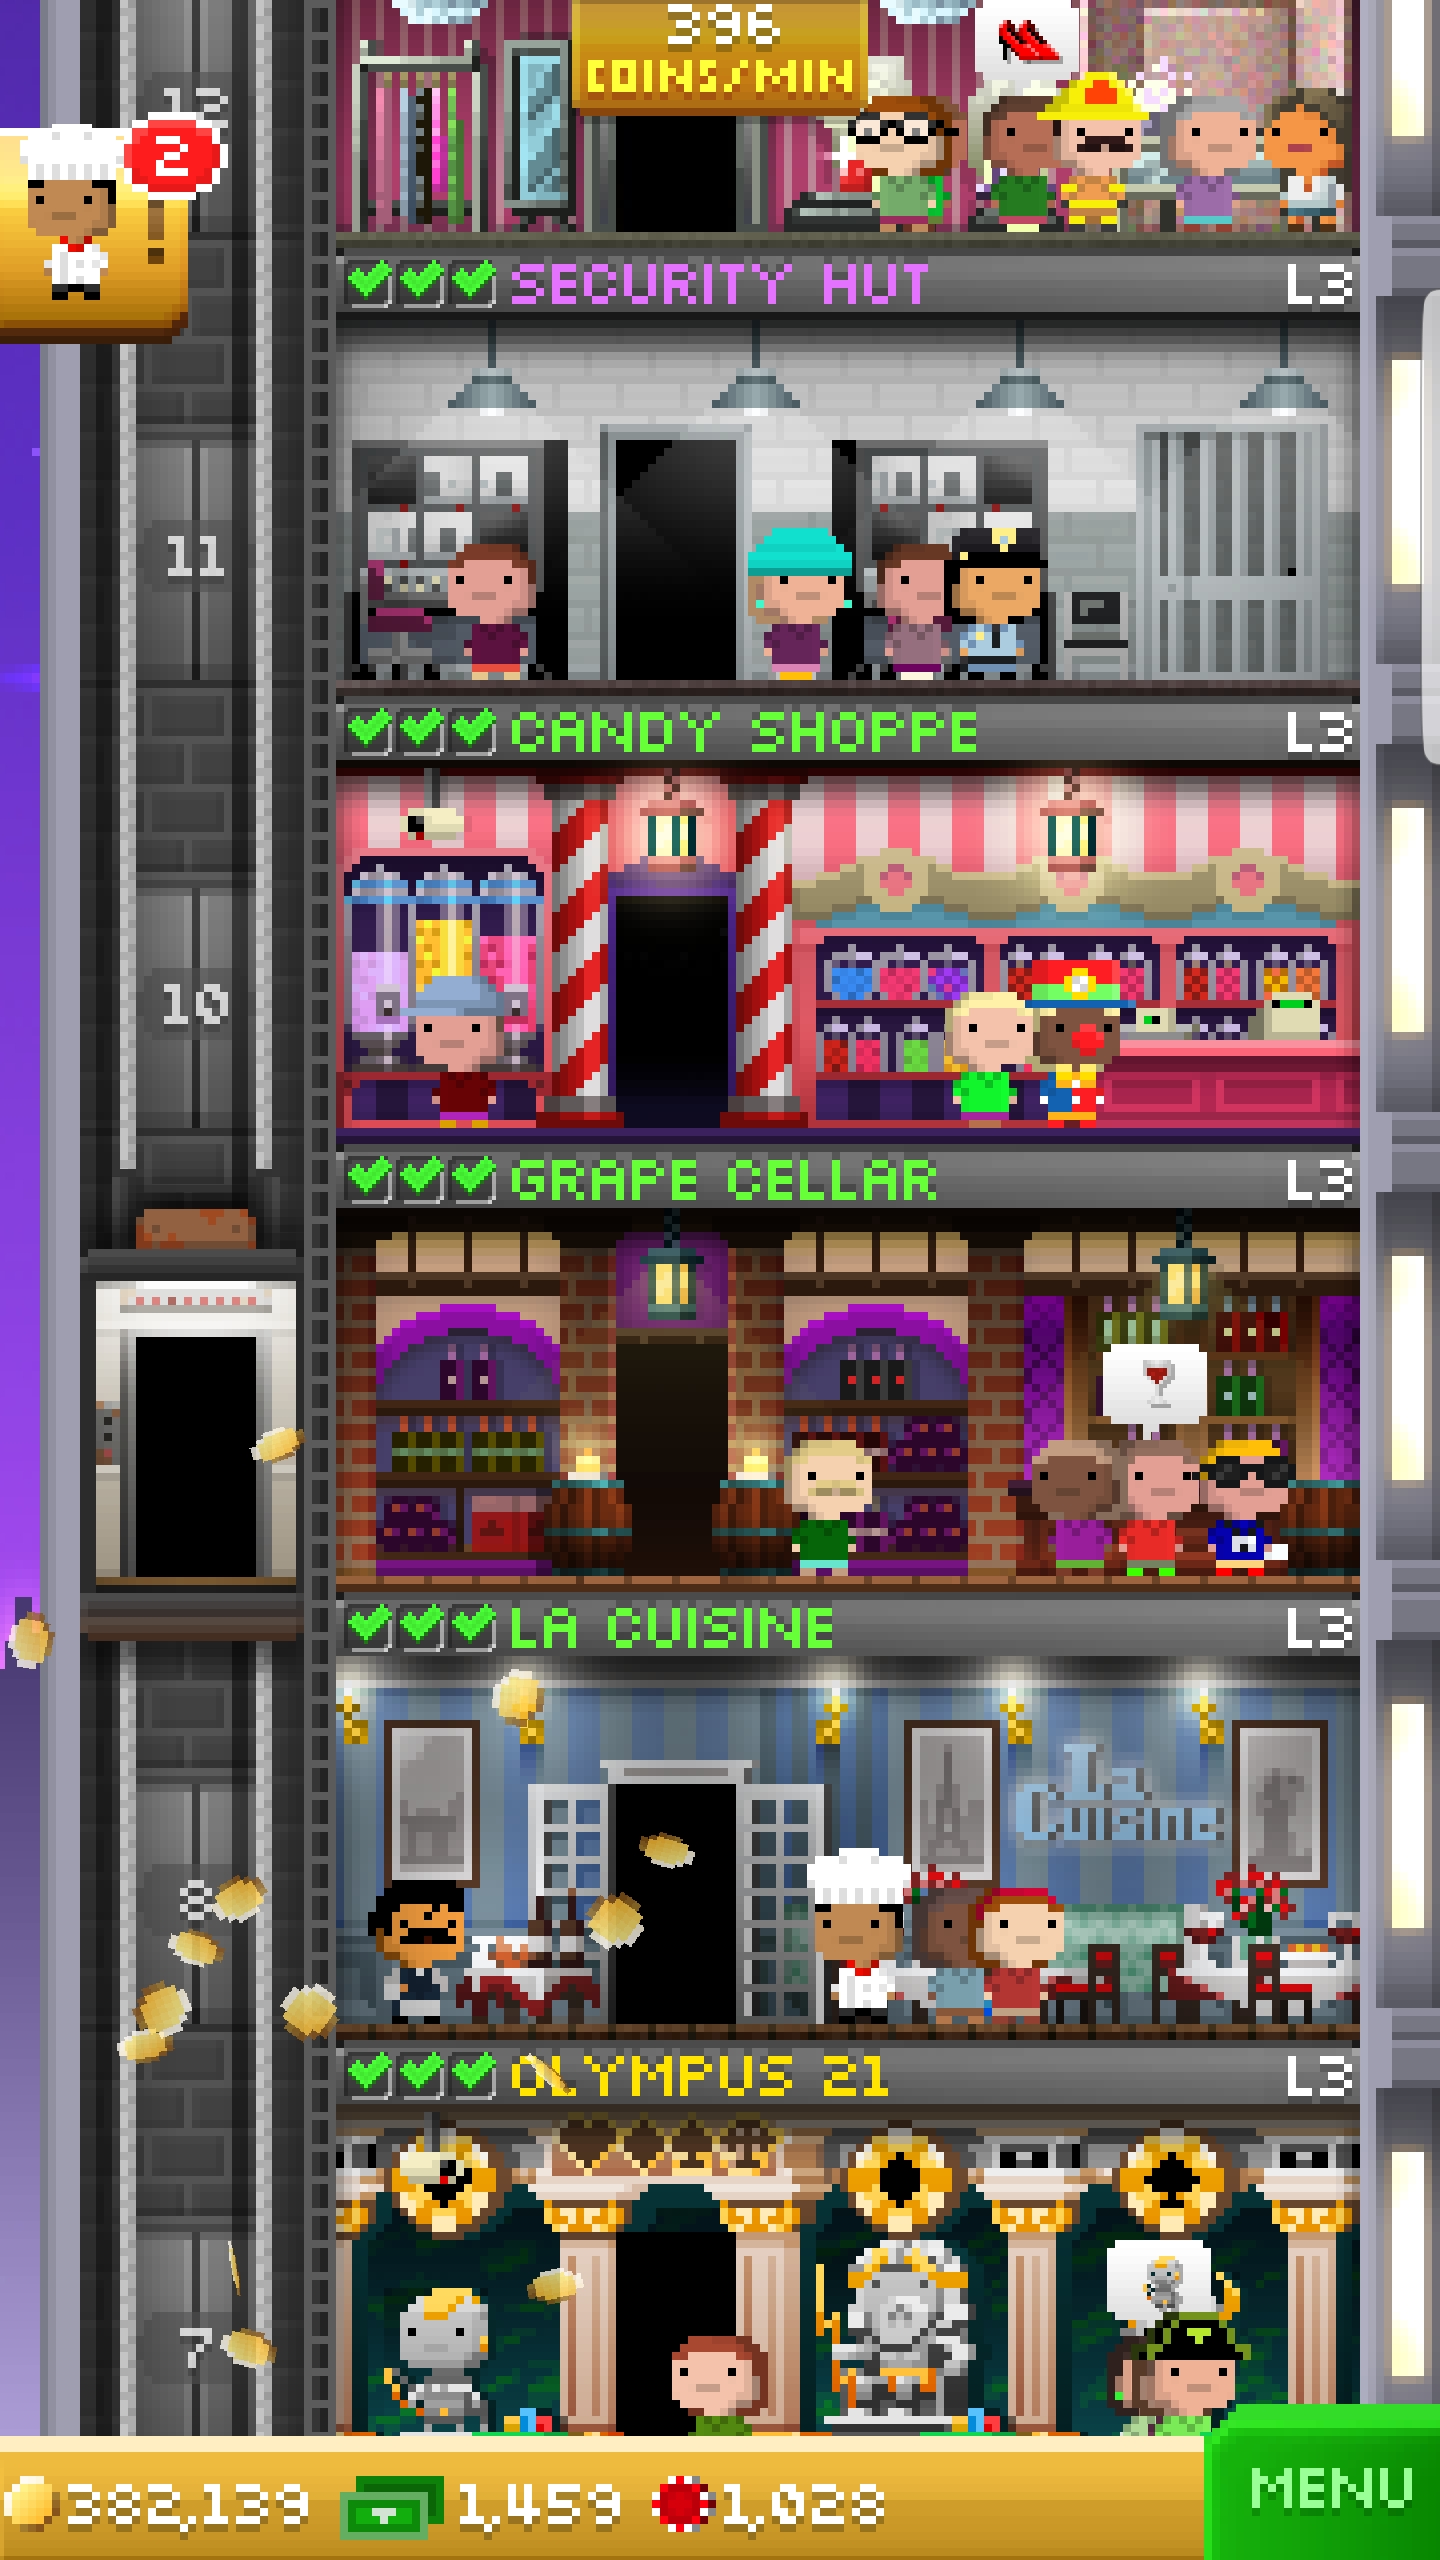 396
COINS/MIN
2
!
SECURITY HUT
L3
11
CANDY SHOPPE
L3
10
GRAPE CELLAR
L3
LA CUISINE
L3
La
Cuisine
8
OLYMPUS 21
L3
7
382,139
1,459
1,028
MENU